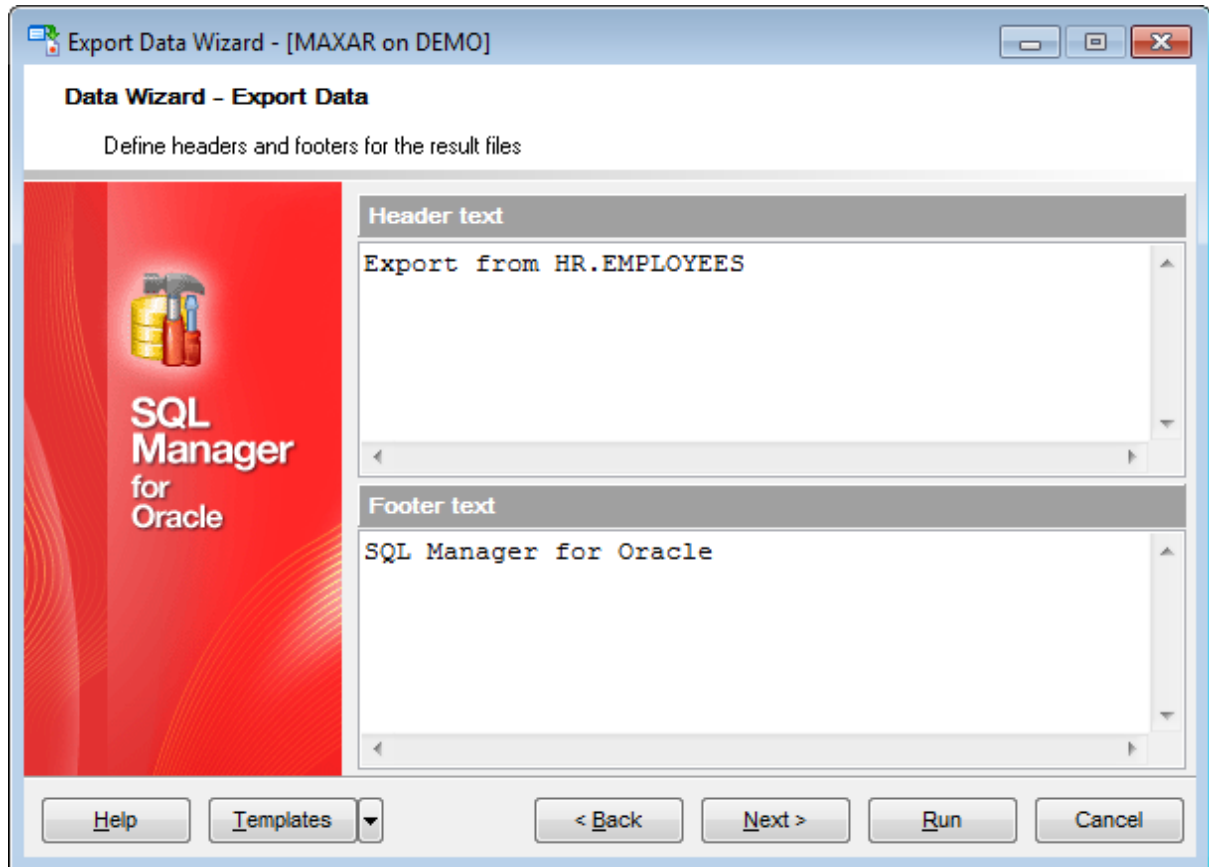 Export Data Wizard - [MAXAR on DEMO]
Data Wizard - Export Data
Define headers and footers for the result files
SQL
Manager
for
Oracle
Header text
Export from HR.EMPLOYEES
Footer text
SQL Manager for Oracle
Help
Templates
< Back
Next >
Run
Cancel